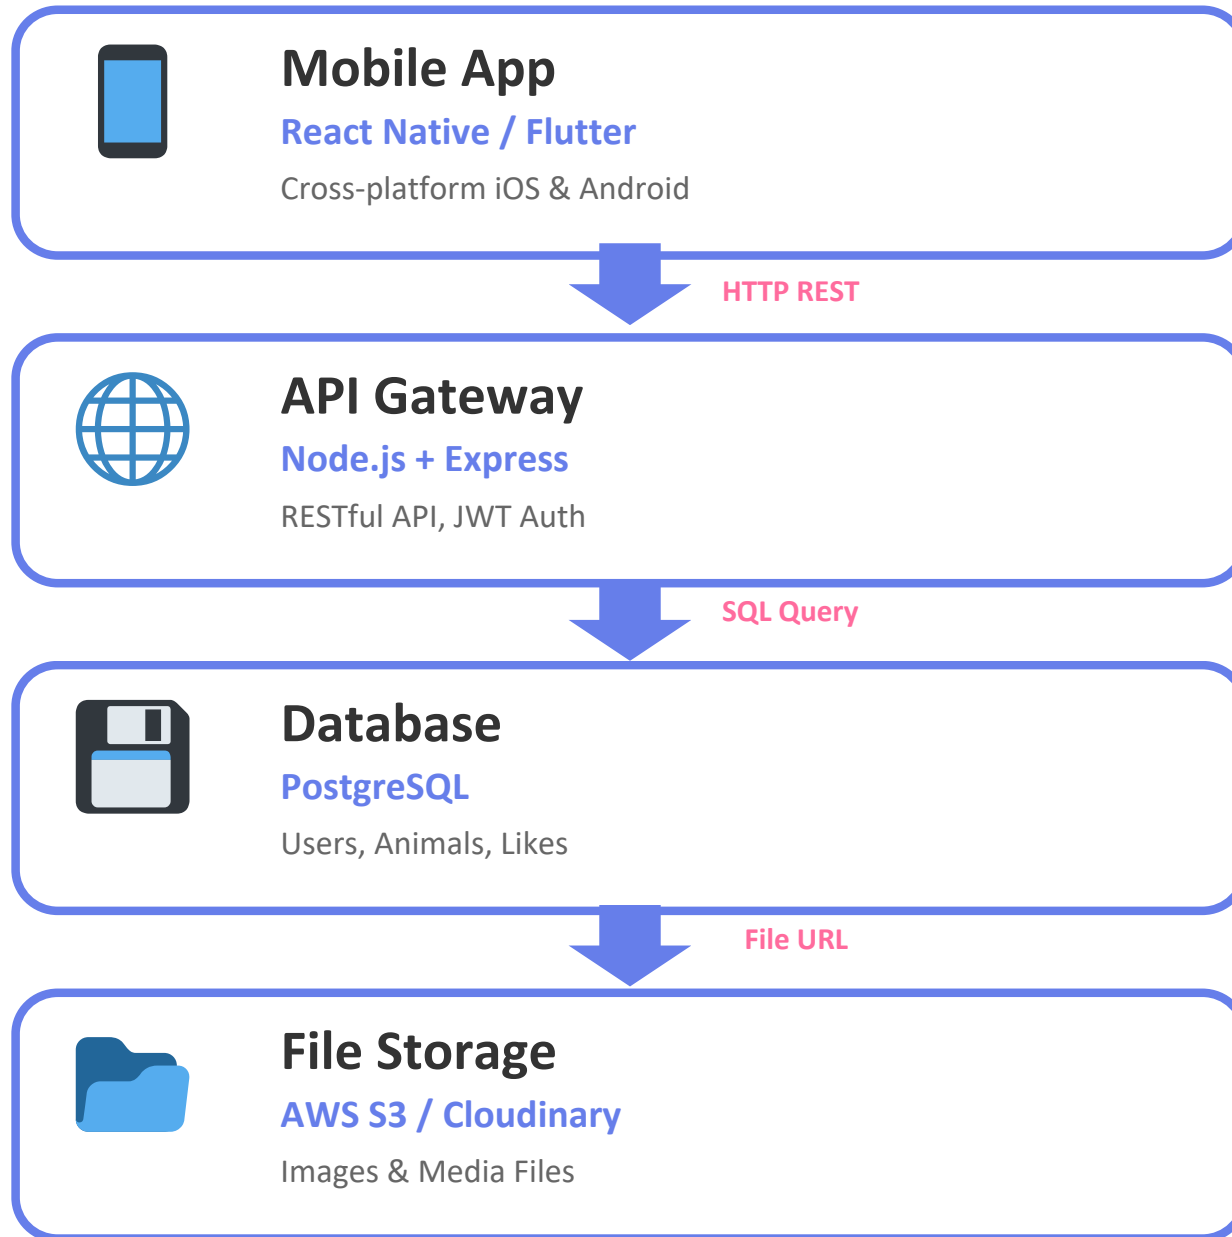 Mobile App
React Native / Flutter
Cross-platform iOS & Android
HTTP REST
API Gateway
Node.js + Express
RESTful API, JWT Auth
SQL Query
Database
PostgreSQL
Users, Animals, Likes
File URL
File Storage
AWS S3 / Cloudinary
Images & Media Files